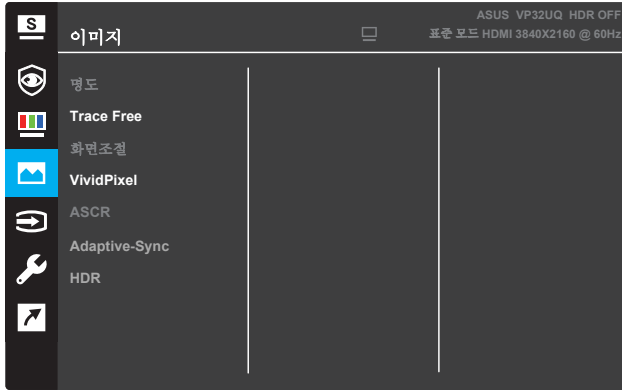 S
ASUS VP32UQ HDR OFF
이미지
표준 모드 HDMI 3840X2160 @ 60Hz
명도
Trace Free
화면조절
VividPixel
ASCR
Adaptive-Sync
HDR